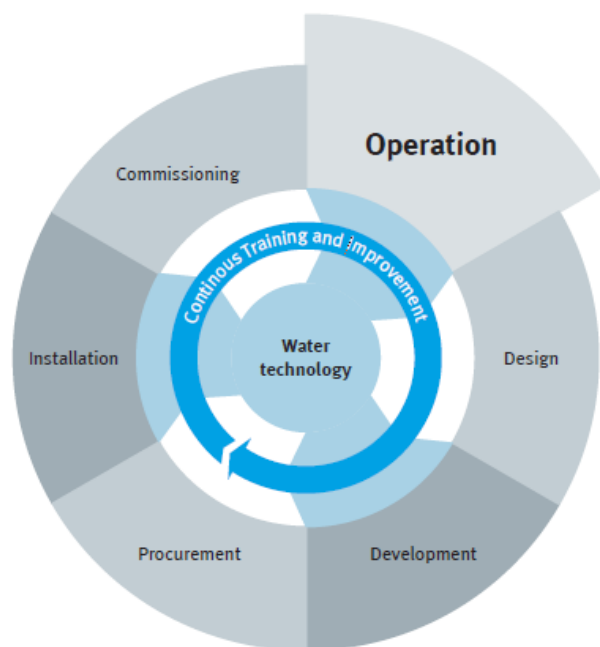 Operation
Commissioning
Continous Training and improvement
Water
technology
Installation
Design
Procurement
Development